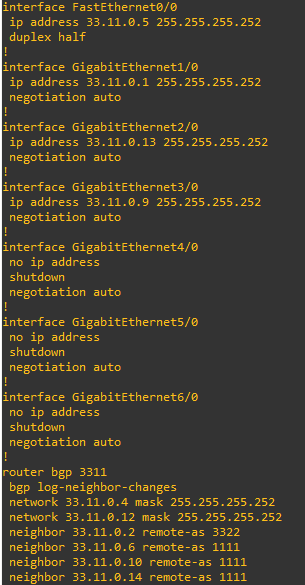 interface FastEthernet0/0
ip address 33.11.0.5 255.255.255.252
duplex half
!
interface GigabitEthernet1/0
ip address 33.11.0.1 255.255.255.252
negotiation auto
!
interface GigabitEthernet2/0
ip address 33.11.0.13 255.255.255.252
negotiation auto
!
interface GigabitEthernet3/0
ip address 33.11.0.9 255.255.255.252
negotiation auto
!
interface GigabitEthernet4/0
no ip address
shutdown
negotiation auto
!
interface GigabitEthernet5/0
no ip address
shutdown
negotiation auto
!
interface GigabitEthernet6/0
no ip address
shutdown
negotiation auto
!
router bgp 3311
bgp log-neighbor-changes
network 33.11.0.4 mask 255.255.255.252
network 33.11.0.12 mask 255.255.255.252
neighbor 33.11.0.2 remote-as 3322
neighbor 33.11.0.6 remote-as 1111
neighbor 33.11.0.10 remote-as 1111
neighbor 33.11.0.14 remote-as 1111